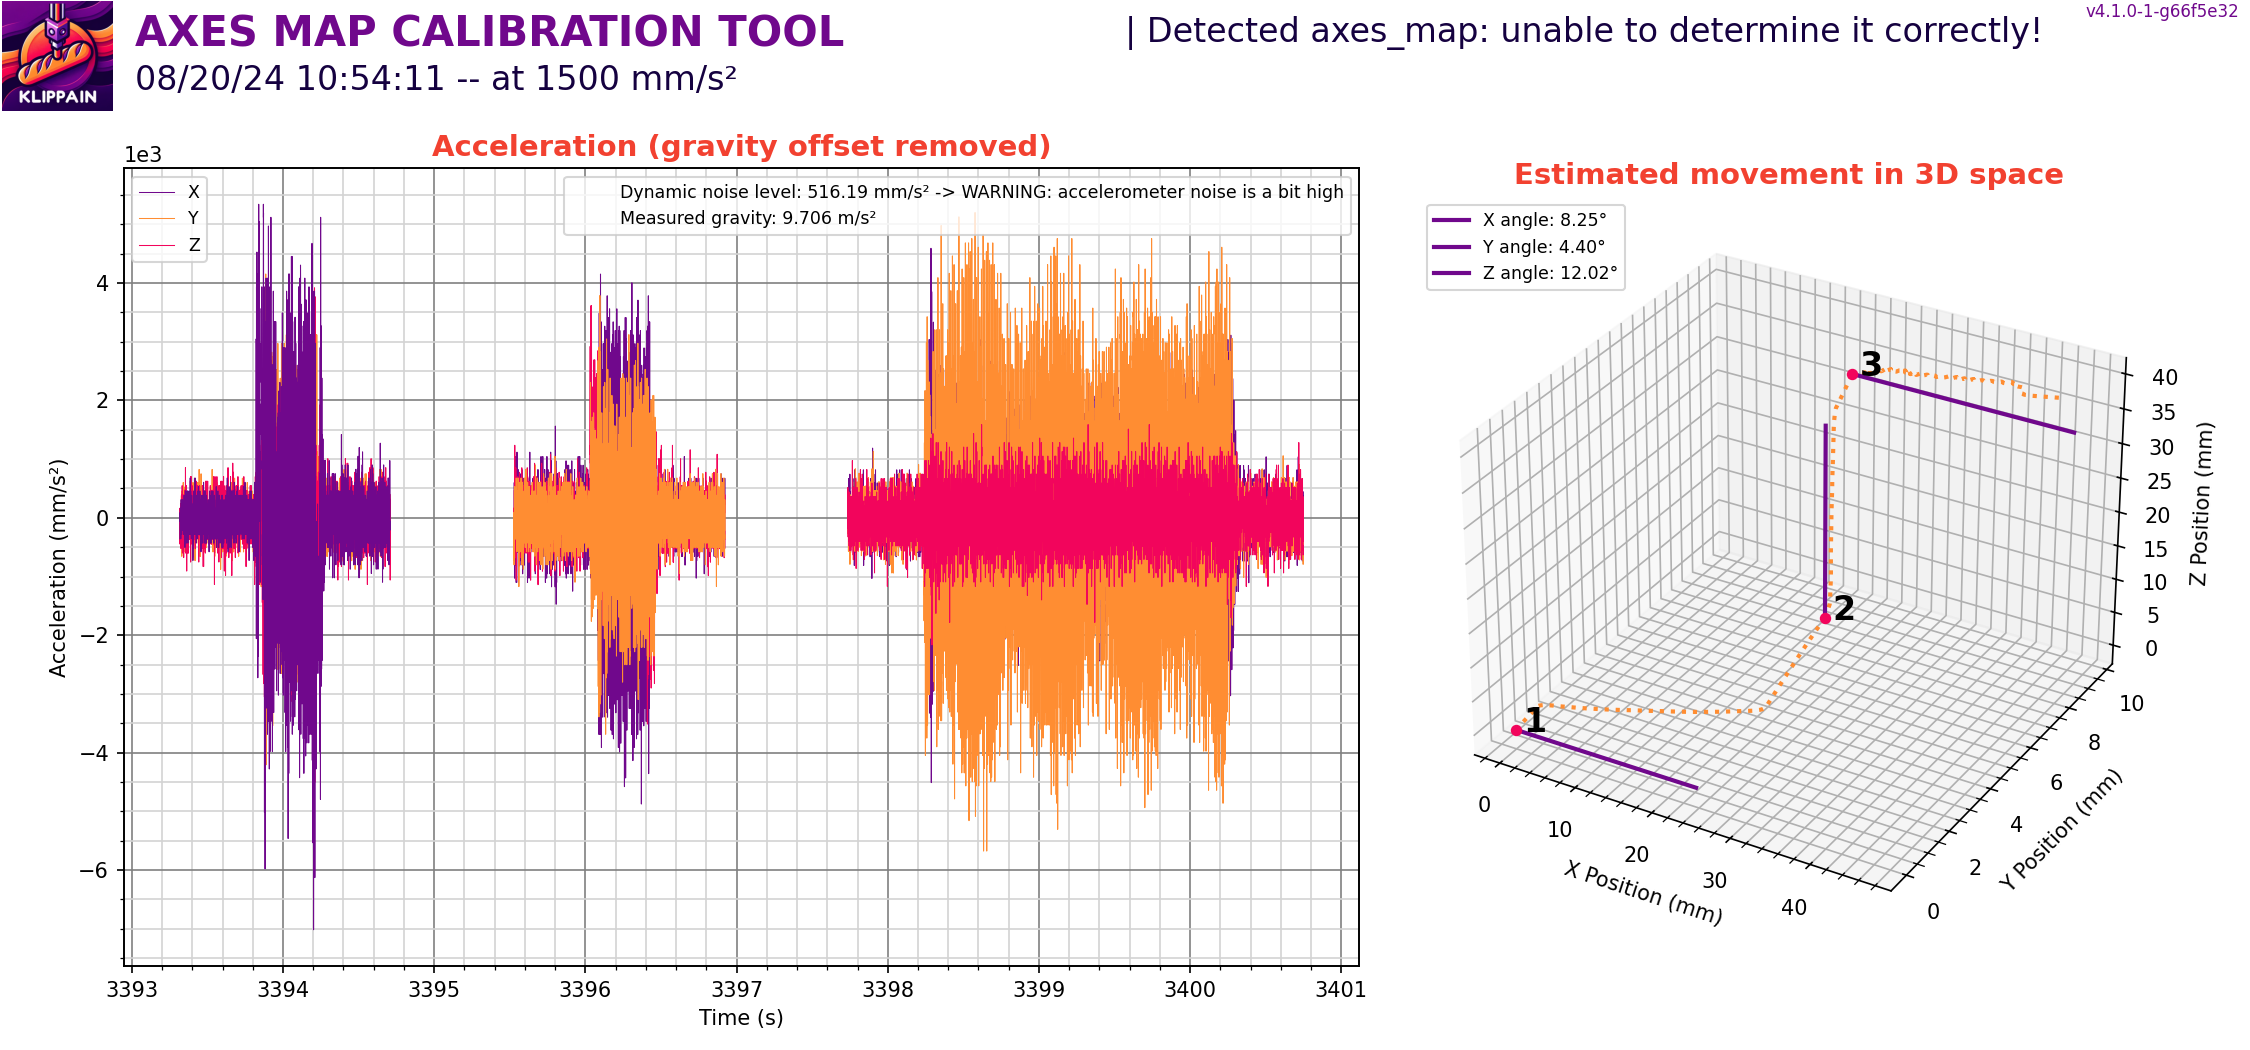 KLIPPAIN
AXES MAP CALIBRATION TOOL
08/20/24 10:54:11 -- at 1500 mm/s²
| Detected axes_map: unable to determine it correctly!
v4.1.0-1-g66f5e32
Acceleration (gravity offset removed)
1e3
X
Y
Z
Dynamic noise level: 516.19 mm/s² -> WARNING: accelerometer noise is a bit high
Measured gravity: 9.706 m/s²
Acceleration (mm/s²)
4
2
0
−2
−4
−6
3393
3394
3395
3396
3397
3398
3399
3400
3401
Time (s)
Estimated movement in 3D space
X angle: 8.25°
Y angle: 4.40°
Z angle: 12.02°
1
2
3
0
10
20
30
40
X Position (mm)
0
2
4
6
8
10
Y Position (mm)
0
5
10
15
20
25
30
35
40
Z Position (mm)